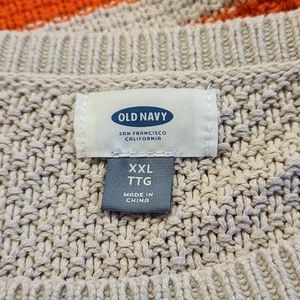 OLD NAVY
SAN FRANCISCO
CALIFORNIA
XXL
TTG
MADE IN
CHINA